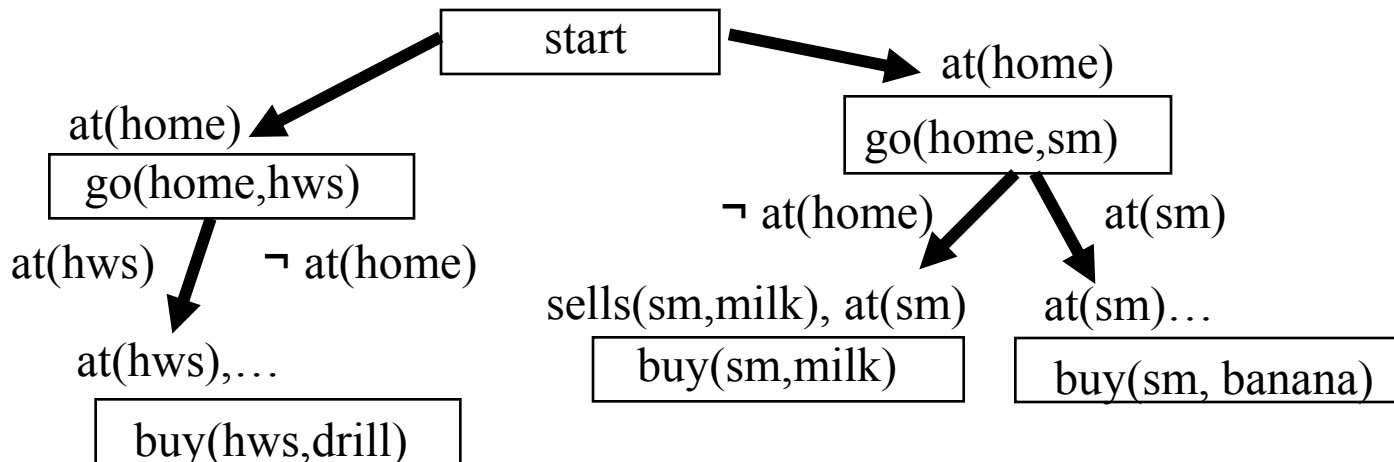 start
at(home)
at(home)
go(home,sm)
go(home,hws)
¬ at(home)
at(sm)
at(hws)
¬ at(home)
sells(sm,milk), at(sm)
at(sm)…
at(hws),…
buy(sm,milk)
buy(sm, banana)
buy(hws,drill)